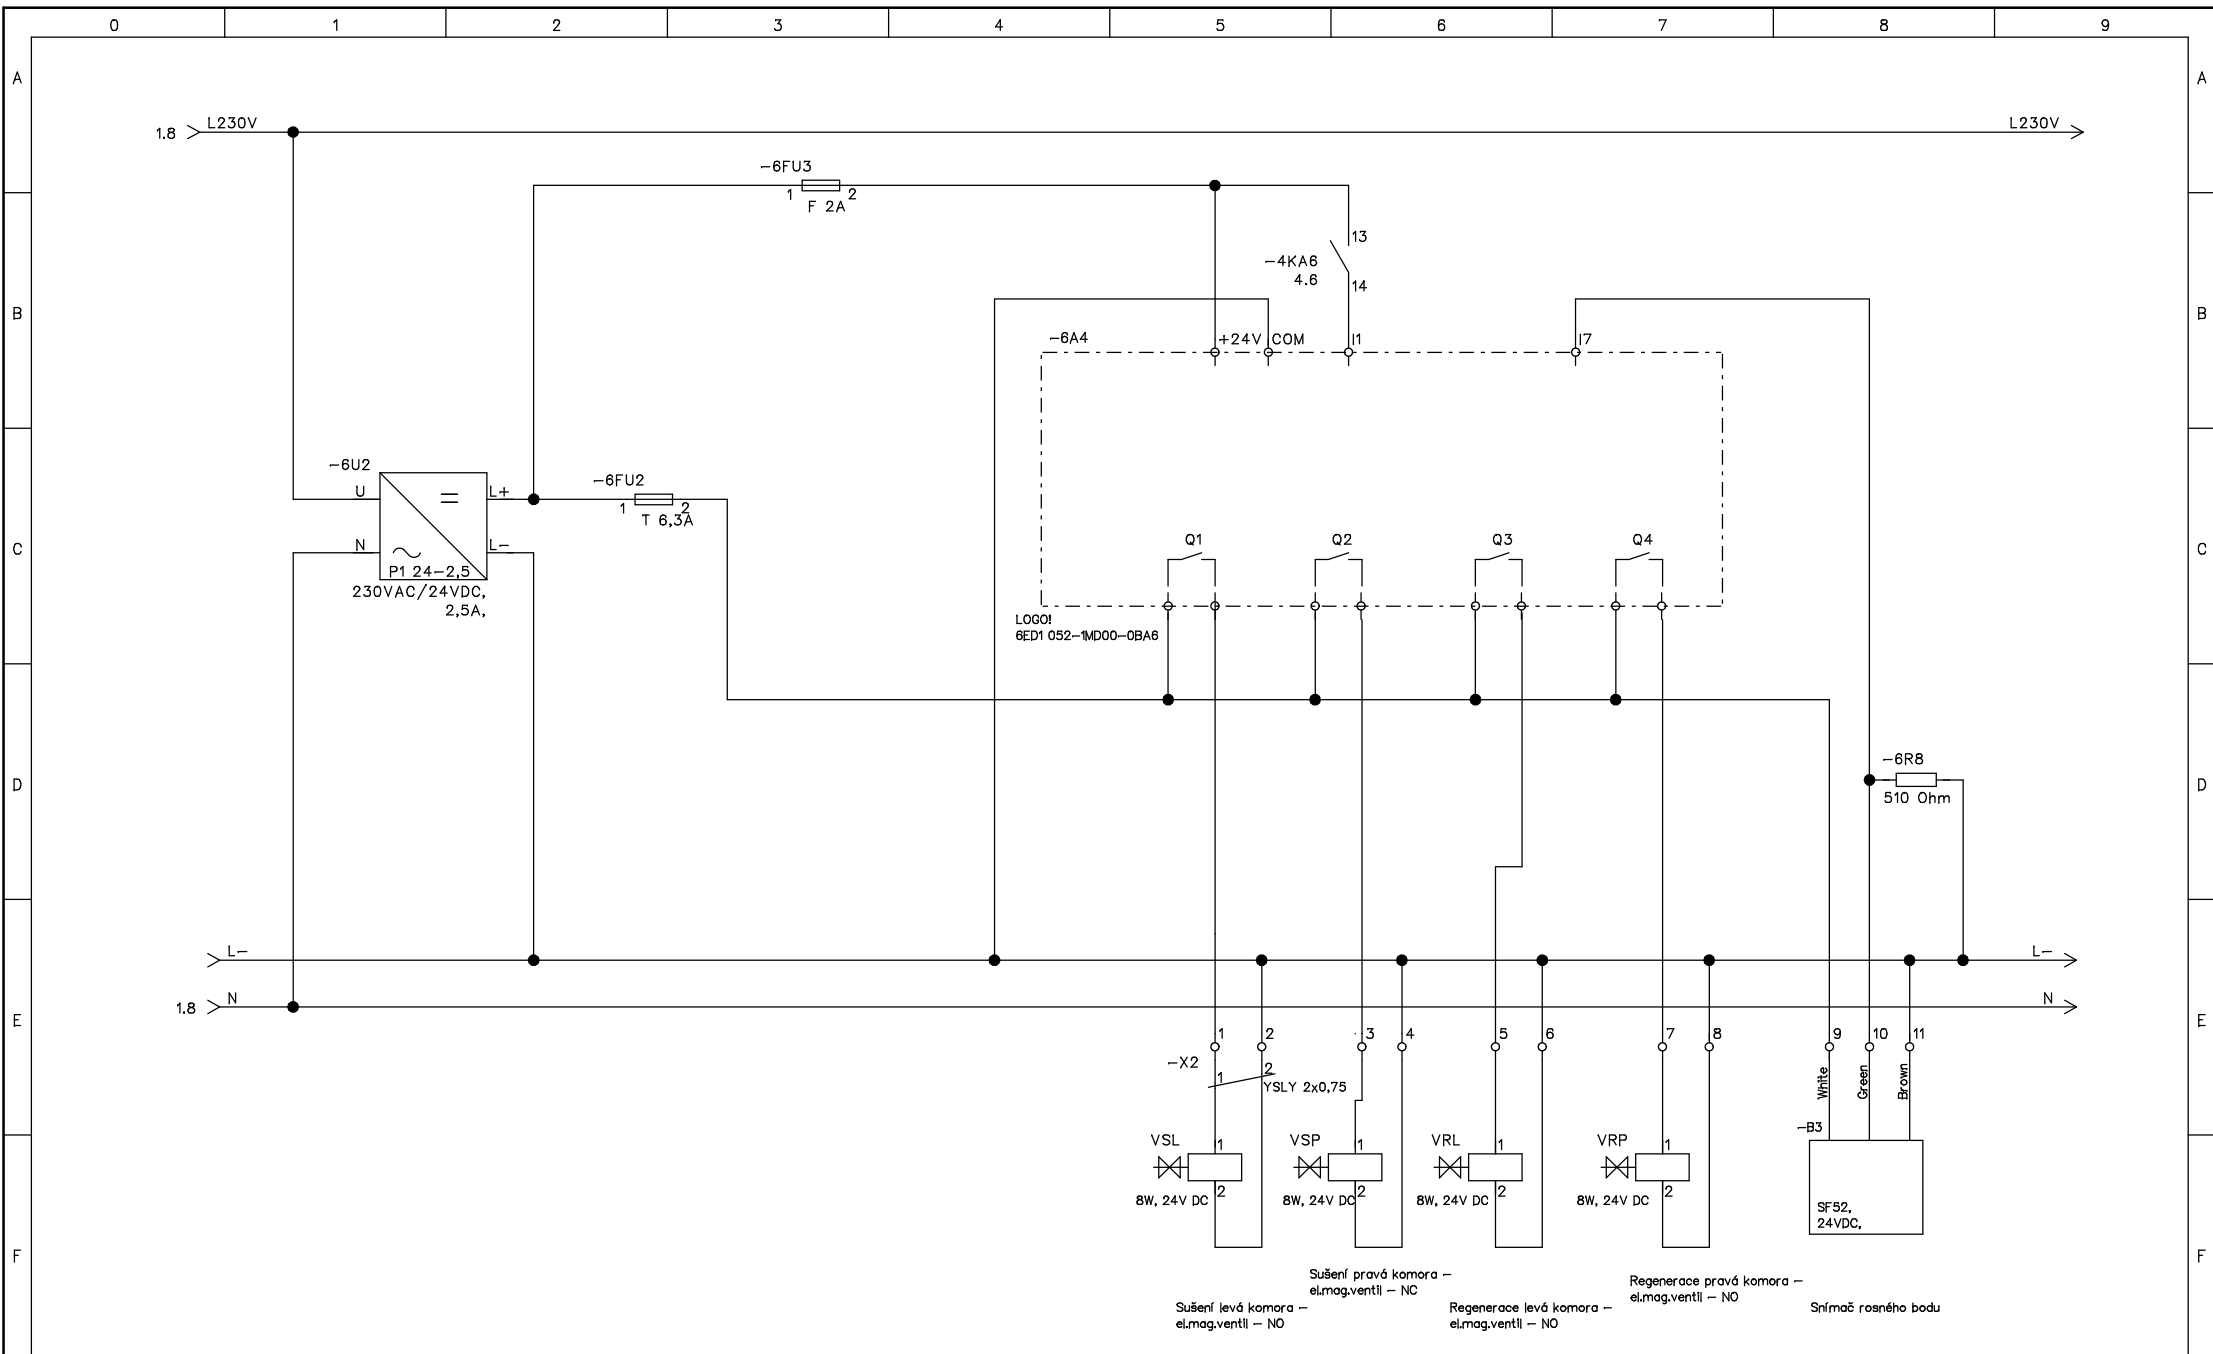 0 1 2 3 4 5 6 7 8 9
A A
1.8 L230V L230V
-6FU3
1 2
F 2A
13
-4KA6
4.6
14
B B
-6A4 +24V COM I1 I7
-6U2
U L+
-6FU2
1 2
T 6,3A
C C
N L-
P1 24-2,5
230VAC/24VDC,
2,5A,
Q1 Q2 Q3 Q4
LOGO!
6ED1 052-1MD00-0BA6
D D
-6R8
510 Ohm
L- L-
1.8 N N
E E
1 2 3 4 5 6 7 8 9 10 11
-X2
1 2
YSLY 2x0,75
White Green Brown
-B3
VSL 1 VSP 1 VRL 1 VRP 1
2 2 2 2
8W, 24V DC 8W, 24V DC 8W, 24V DC 8W, 24V DC
SF52,
24VDC,
F F
Sušení levá komora -
el.mag.ventil - NO
Sušení pravá komora -
el.mag.ventil - NC
Regenerace levá komora -
el.mag.ventil - NO
Regenerace pravá komora -
el.mag.ventil - NO
Snímač rosného bodu